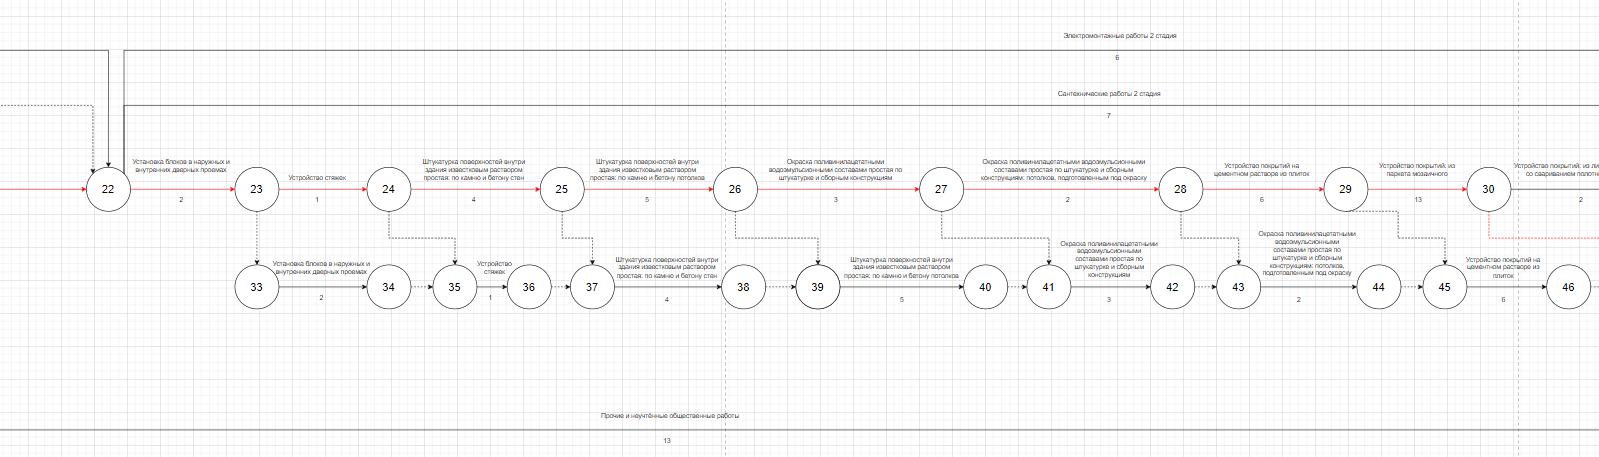 Электромонтажные работы 2 стадия
6
Сантехнические работы 2 стадия
7
Установка блоков в наружных и
внутренних дверных проемах
2
Устройство стяжек
1
Штукатурка поверхностей внутри
здания известковым раствором
простая: по камню и бетону стен
4
Штукатурка поверхностей внутри
здания известковым раствором
простая: по камню и бетону потолков
5
Окраска поливинилацетатными
водоэмульсионными составами простая по
штукатурке и сборным конструкциям
3
Окраска поливинилацетатными водоэмульсионными
составами простая по штукатурке и сборным
конструкциям: потолков, подготовленным под окраску
2
Устройство покрытий на
цементном растворе из плиток
6
Устройство покрытий: из
паркета мозаичного
13
Устройство покрытий: из ли
со свариванием полотн
2
22
23
24
25
26
27
28
29
30
Установка блоков в наружных и
внутренних дверных проемах
2
Устройство
стяжек
1
Штукатурка поверхностей внутри
здания известковым раствором
простая: по камню и бетону стен
4
Штукатурка поверхностей внутри
здания известковым раствором
простая: по камню и бетону потолков
5
Окраска поливинилацетатными
водоэмульсионными
составами простая по
штукатурке и сборным
конструкциям
3
Окраска поливинилацетатными
водоэмульсионными
составами простая по
штукатурке и сборным
конструкциям: потолков,
подготовленным под окраску
2
Устройство покрытий на
цементном растворе из
плиток
6
33
34
35
36
37
38
39
40
41
42
43
44
45
46
Прочие и неучтённые общественные работы
13